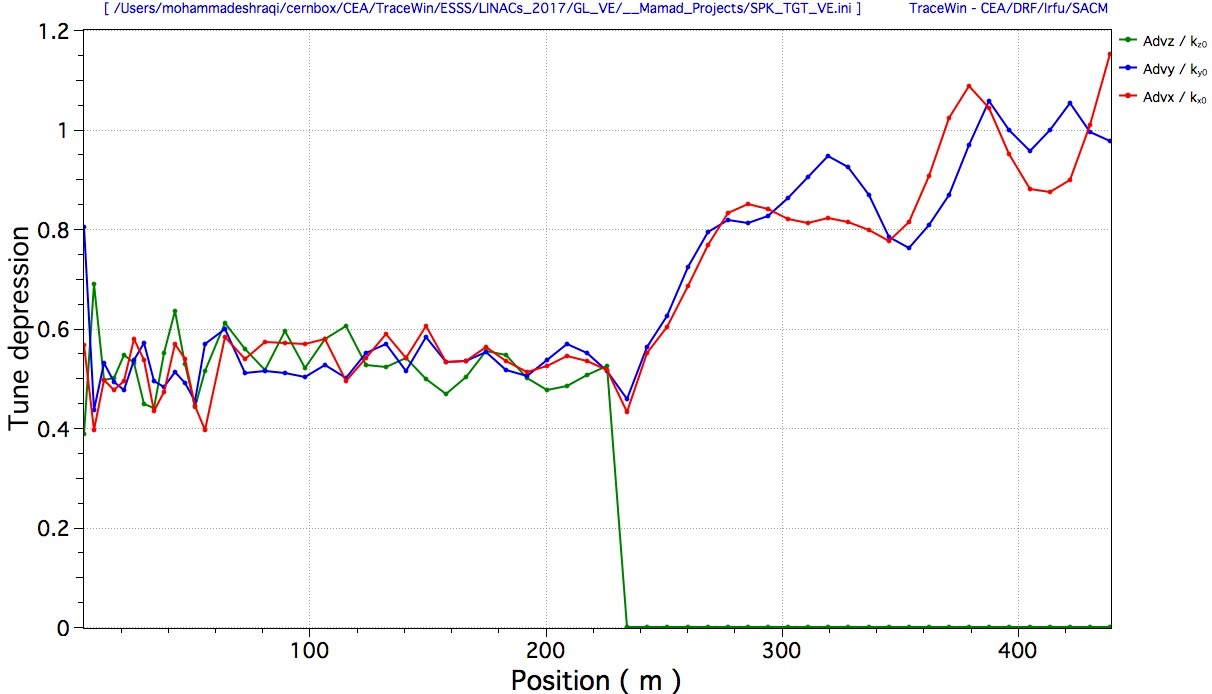 [ /Users/mohammadeshraqi/cernbox/CEA/TraceWin/ESSS/LINACs_2017/GL_VE/__Mamad_Projects/SPK_TGT_VE.ini ] TraceWin - CEA/DRF/Irfu/SACM
Advz / kz0
Advy / ky0
Advx / kx0
1.2
1
0.8
0.6
0.4
0.2
0
Tune depression
100 200 300 400
Position ( m )